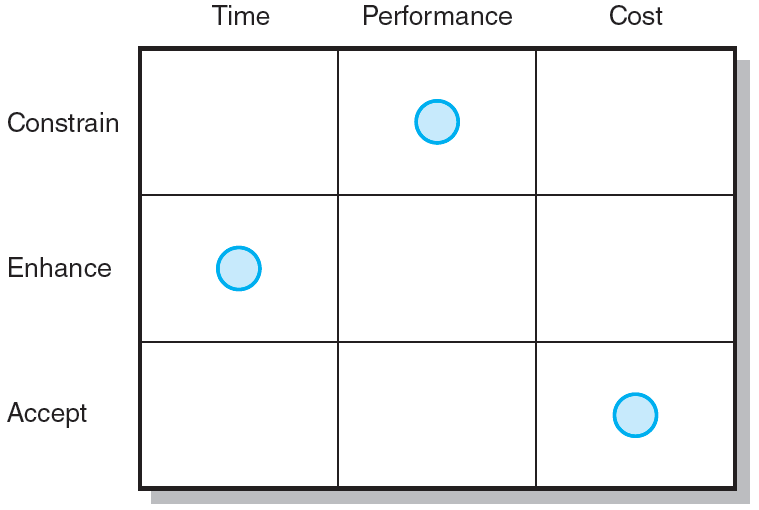 Time Performance Cost
Constrain
Enhance
Accept